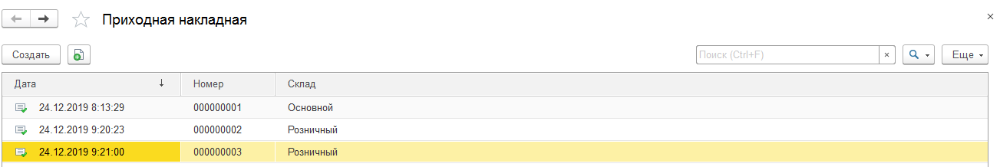 Приходная накладная
Создать Поиск (Ctrl+F) Еще
Дата Номер Склад
24.12.2019 8:13:29 000000001 Основной
24.12.2019 9:20:23 000000002 Розничный
24.12.2019 9:21:00 000000003 Розничный